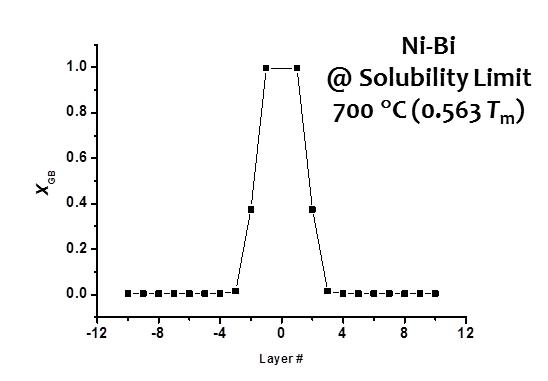 Ni-Bi
@ Solubility Limit
700 °C (0.563 Tm)
1.0
0.8
0.6
0.4
0.2
0.0
XGB
-12 -8 -4 0 4 8 12
Layer #